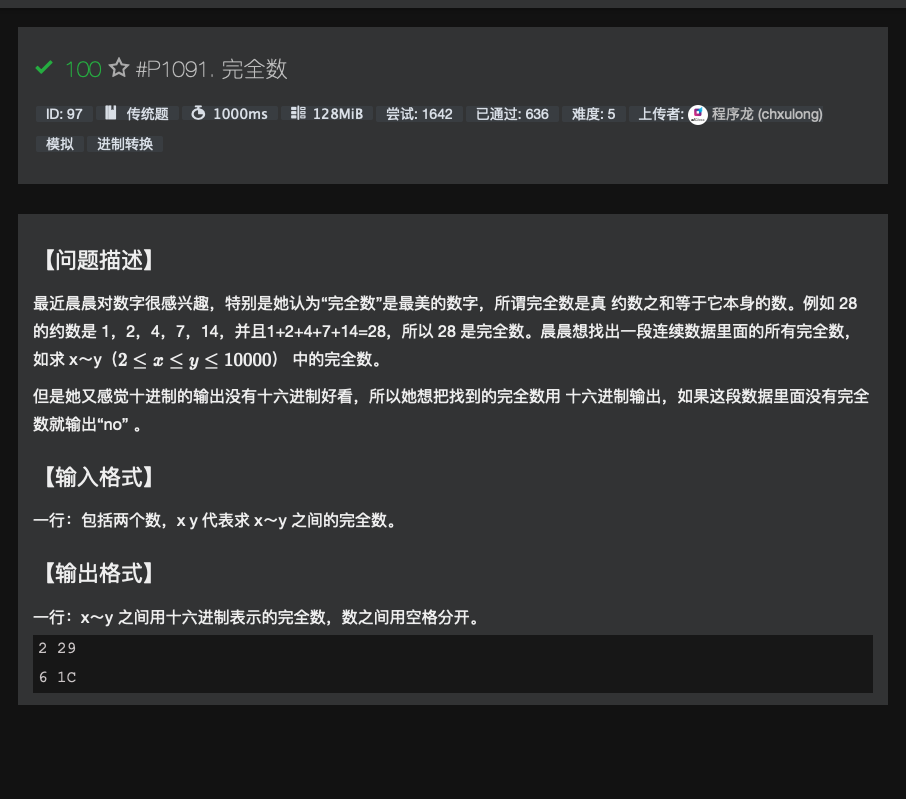 100 #P1091. 完全数
ID: 97 传统题 1000ms 128MiB 尝试: 1642 已通过: 636 难度: 5 上传者: 程序龙 (chxulong)
模拟 进制转换
【问题描述】
最近晨晨对数字很感兴趣，特别是她认为“完全数”是最美的数字，所谓完全数是真 约数之和等于它本身的数。例如 28
的约数是 1，2，4，7，14，并且1+2+4+7+14=28，所以 28 是完全数。晨晨想找出一段连续数据里面的所有完全数，
如求 x～y（2 ≤ x ≤ y ≤ 10000） 中的完全数。
但是她又感觉十进制的输出没有十六进制好看，所以她想把找到的完全数用 十六进制输出，如果这段数据里面没有完全
数就输出“no” 。
【输入格式】
一行：包括两个数，x y 代表求 x～y 之间的完全数。
【输出格式】
一行：x～y 之间用十六进制表示的完全数，数之间用空格分开。
2 29
6 1C